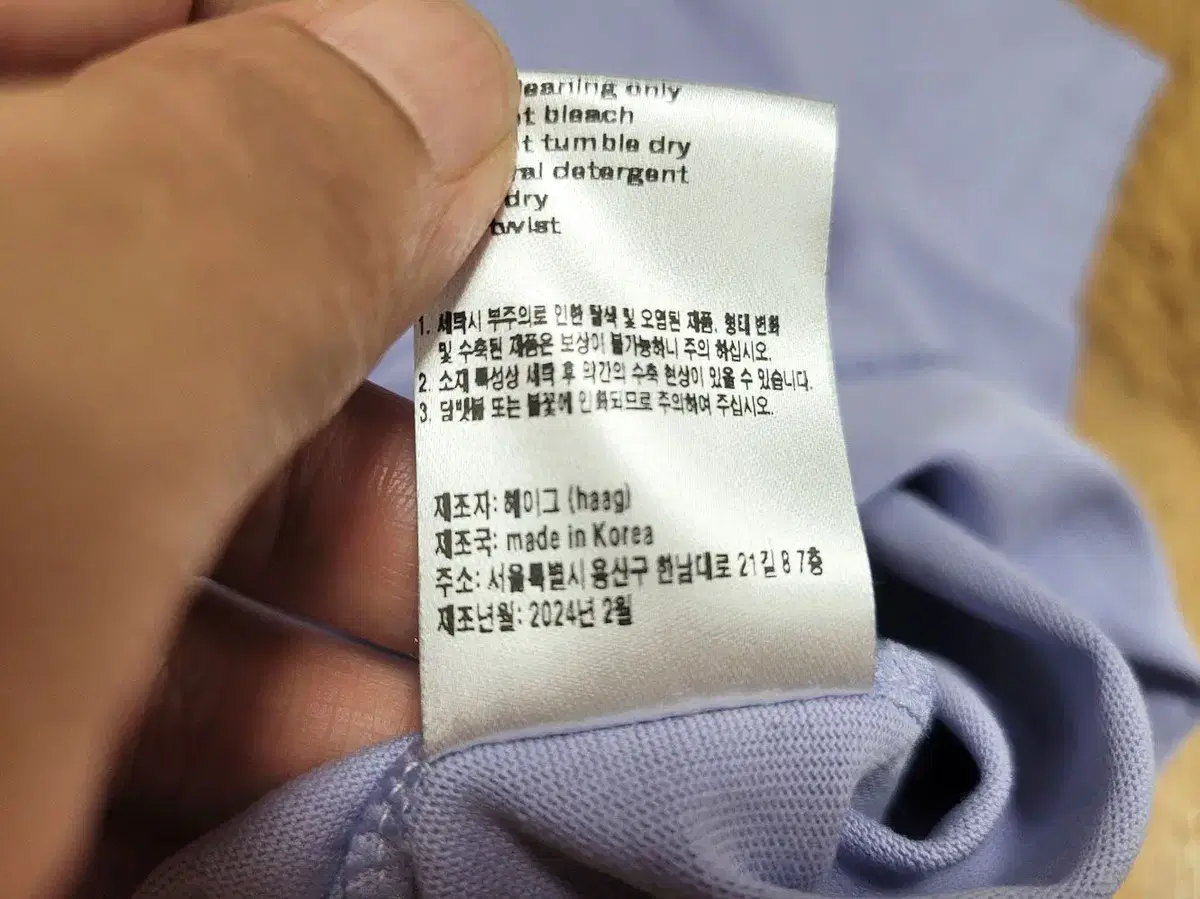 leaning only
t bleach
t tumble dry
ral detergent
dry
twist
1. 세탁시 부주의로 인한 탈색 및 오염된 제품, 형태 변화
및 수축된 제품은 보상이 불가능하니 주의 하십시오.
2. 소재 특성상 세탁 후 약간의 수축 현상이 있을 수 있습니다.
3. 담뱃불 또는 불꽃에 인화되므로 주의하여 주십시오.
제조자: 헤이그 (haag)
제조국: made in Korea
주소: 서울특별시 용산구 한남대로 21길 8 7층
제조년월: 2024년 2월